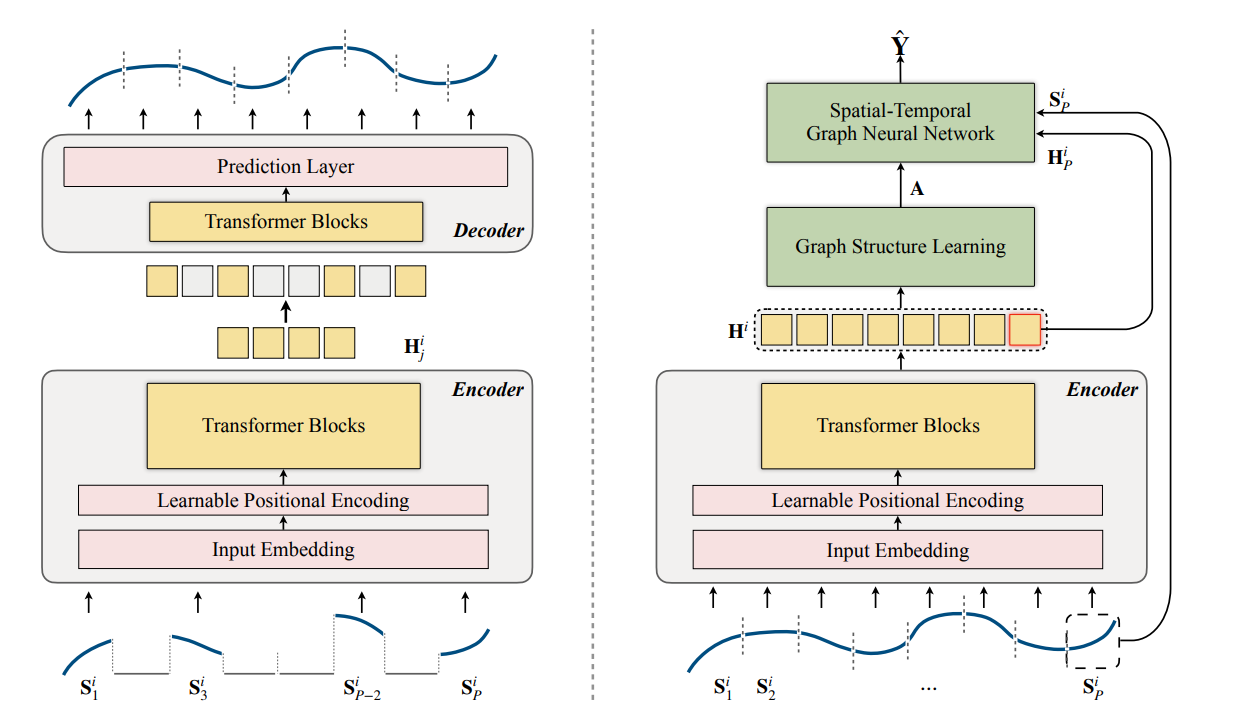 Prediction Layer
Transformer Blocks
Decoder
H^i_j
Encoder
Transformer Blocks
Learnable Positional Encoding
Input Embedding
S^i_1
S^i_3
S^i_{P-2}
S^i_P
Ŷ
Spatial-Temporal
Graph Neural Network
S^i_P
H^i_P
A
Graph Structure Learning
H^i
Encoder
Transformer Blocks
Learnable Positional Encoding
Input Embedding
S^i_1
S^i_2
...
S^i_P